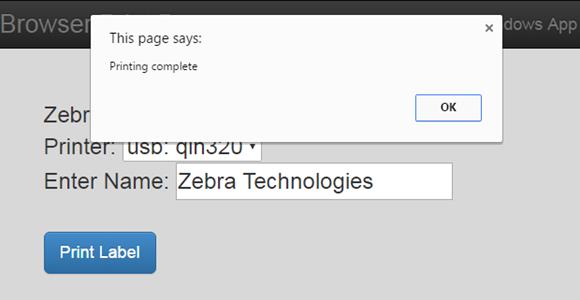 Browser
dows App
This page says:
Printing complete
OK
Zebr
Printer: usb: qln320
Enter Name: Zebra Technologies
Print Label